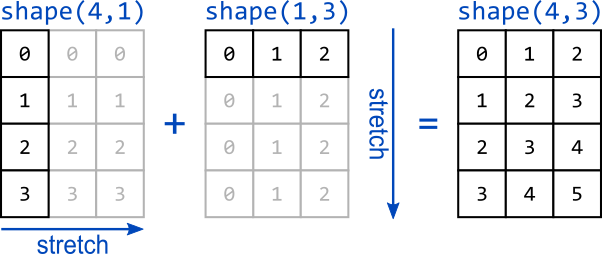 shape(4,1) shape(1,3) shape(4,3)
0 0 0 0 1 2 0 1 2
1 1 1 0 1 2 1 2 3
+ stretch =
2 2 2 0 1 2 2 3 4
3 3 3 0 1 2 3 4 5
stretch